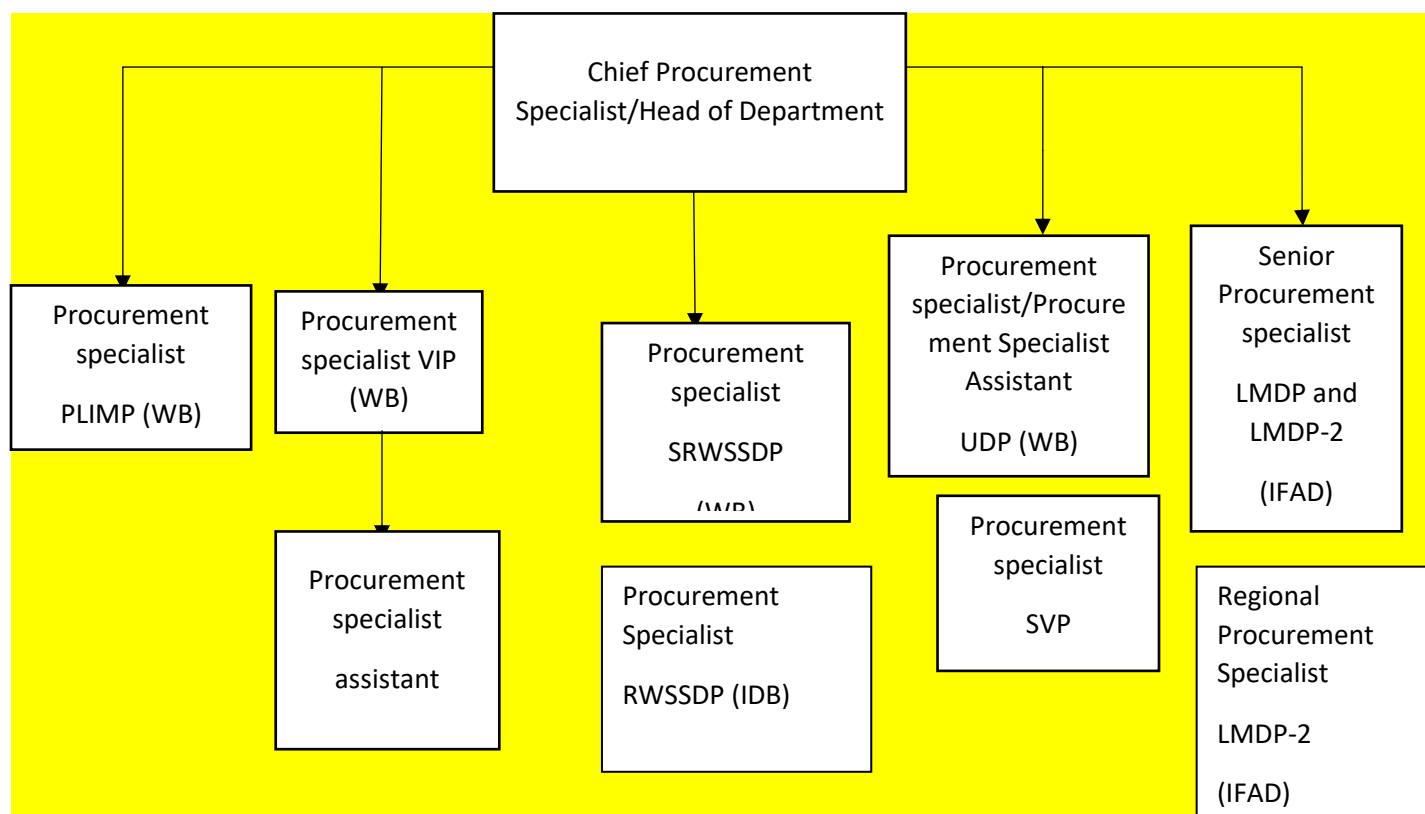 Chief Procurement
Specialist/Head of Department
Procurement
specialist
PLIMP (WB)
Procurement
specialist VIP
(WB)
Procurement
specialist
SRWSSDP
(WB)
Procurement
specialist/Procure
ment Specialist
Assistant
UDP (WB)
Senior
Procurement
specialist
LMDP and
LMDP-2
(IFAD)
Procurement
specialist
assistant
Procurement
Specialist
RWSSDP (IDB)
Procurement
specialist
SVP
Regional
Procurement
Specialist
LMDP-2
(IFAD)